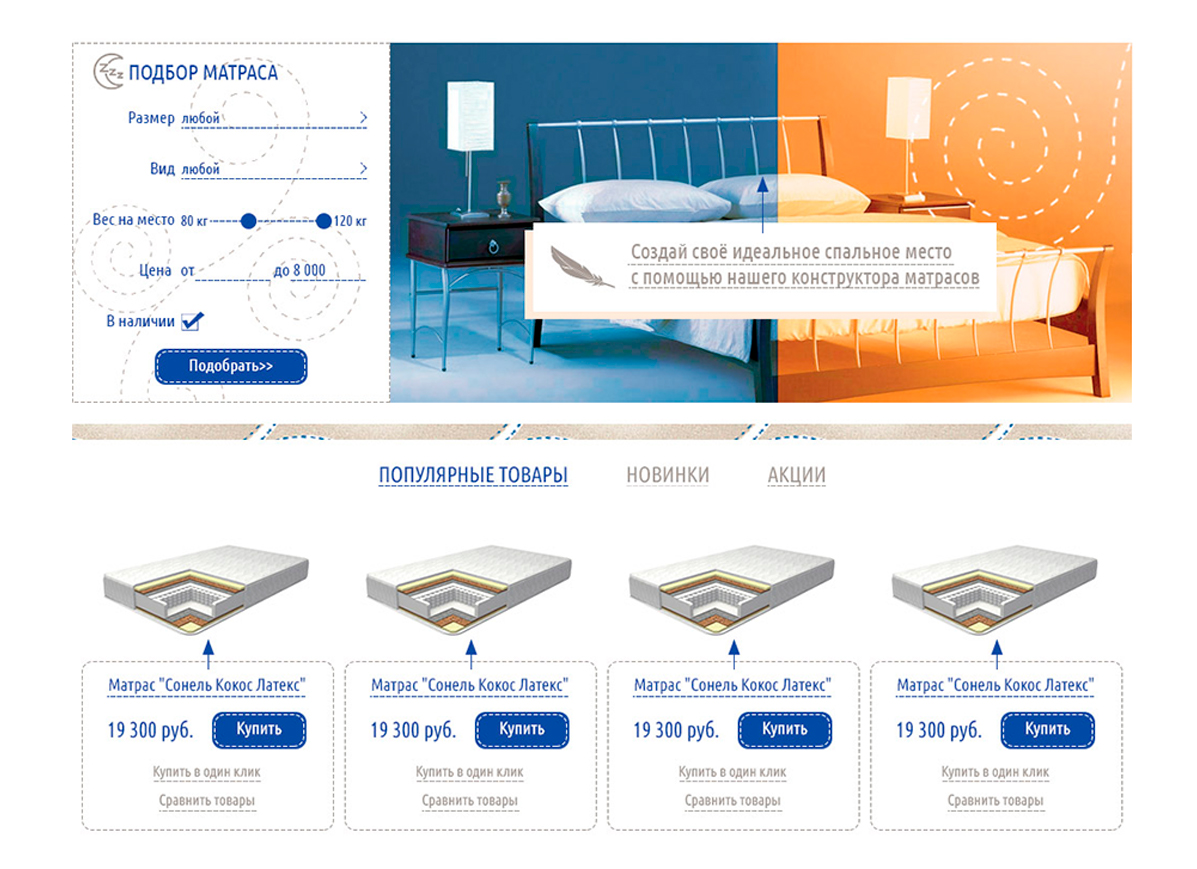 zzz
ПОДБОР МАТРАСА
Размер любой
Вид любой
Вес на место 80 кг 120 кг
Цена от до 8 000
В наличии
Подобрать>>
Создай своё идеальное спальное место
с помощью нашего конструктора матрасов
ПОПУЛЯРНЫЕ ТОВАРЫ НОВИНКИ АКЦИИ
Матрас "Сонель Кокос Латекс"
19 300 руб. Купить
Купить в один клик
Сравнить товары
Матрас "Сонель Кокос Латекс"
19 300 руб. Купить
Купить в один клик
Сравнить товары
Матрас "Сонель Кокос Латекс"
19 300 руб. Купить
Купить в один клик
Сравнить товары
Матрас "Сонель Кокос Латекс"
19 300 руб. Купить
Купить в один клик
Сравнить товары